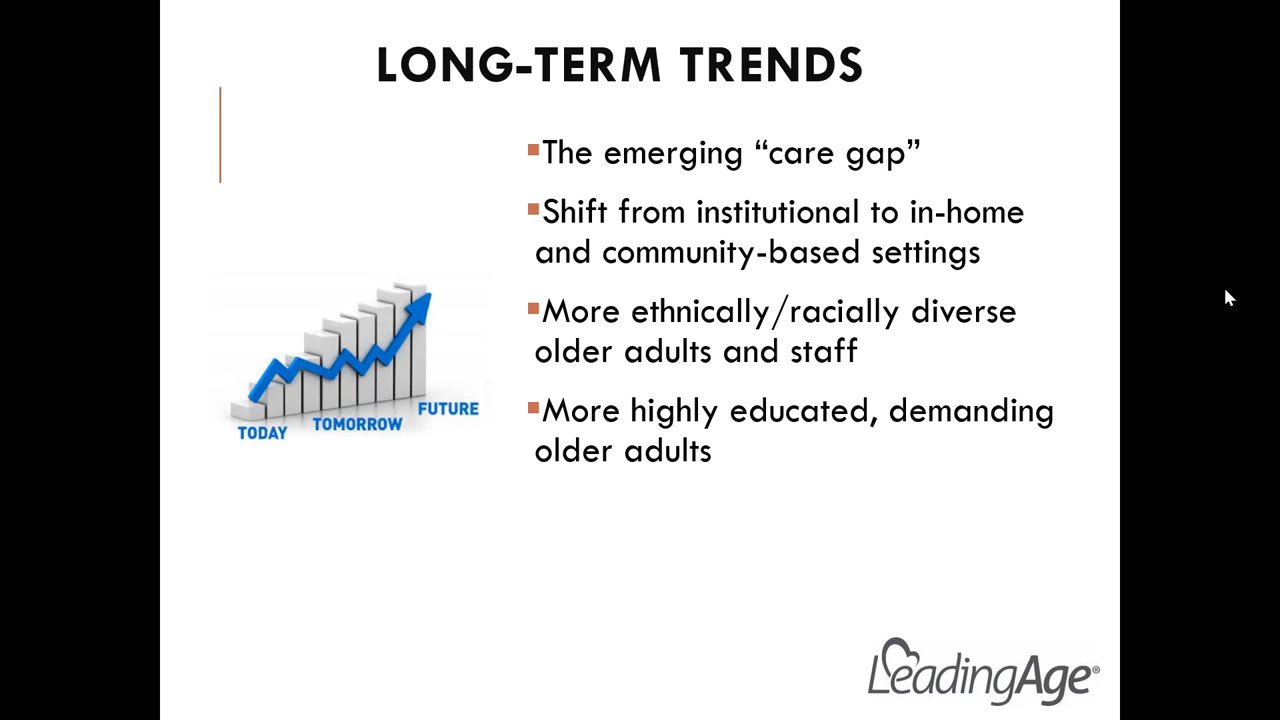 LONG-TERM TRENDS
▪The emerging “care gap”
▪Shift from institutional to in-home
and community-based settings
▪More ethnically/racially diverse
older adults and staff
▪More highly educated, demanding
older adults
TODAY
TOMORROW
FUTURE
LeadingAge®